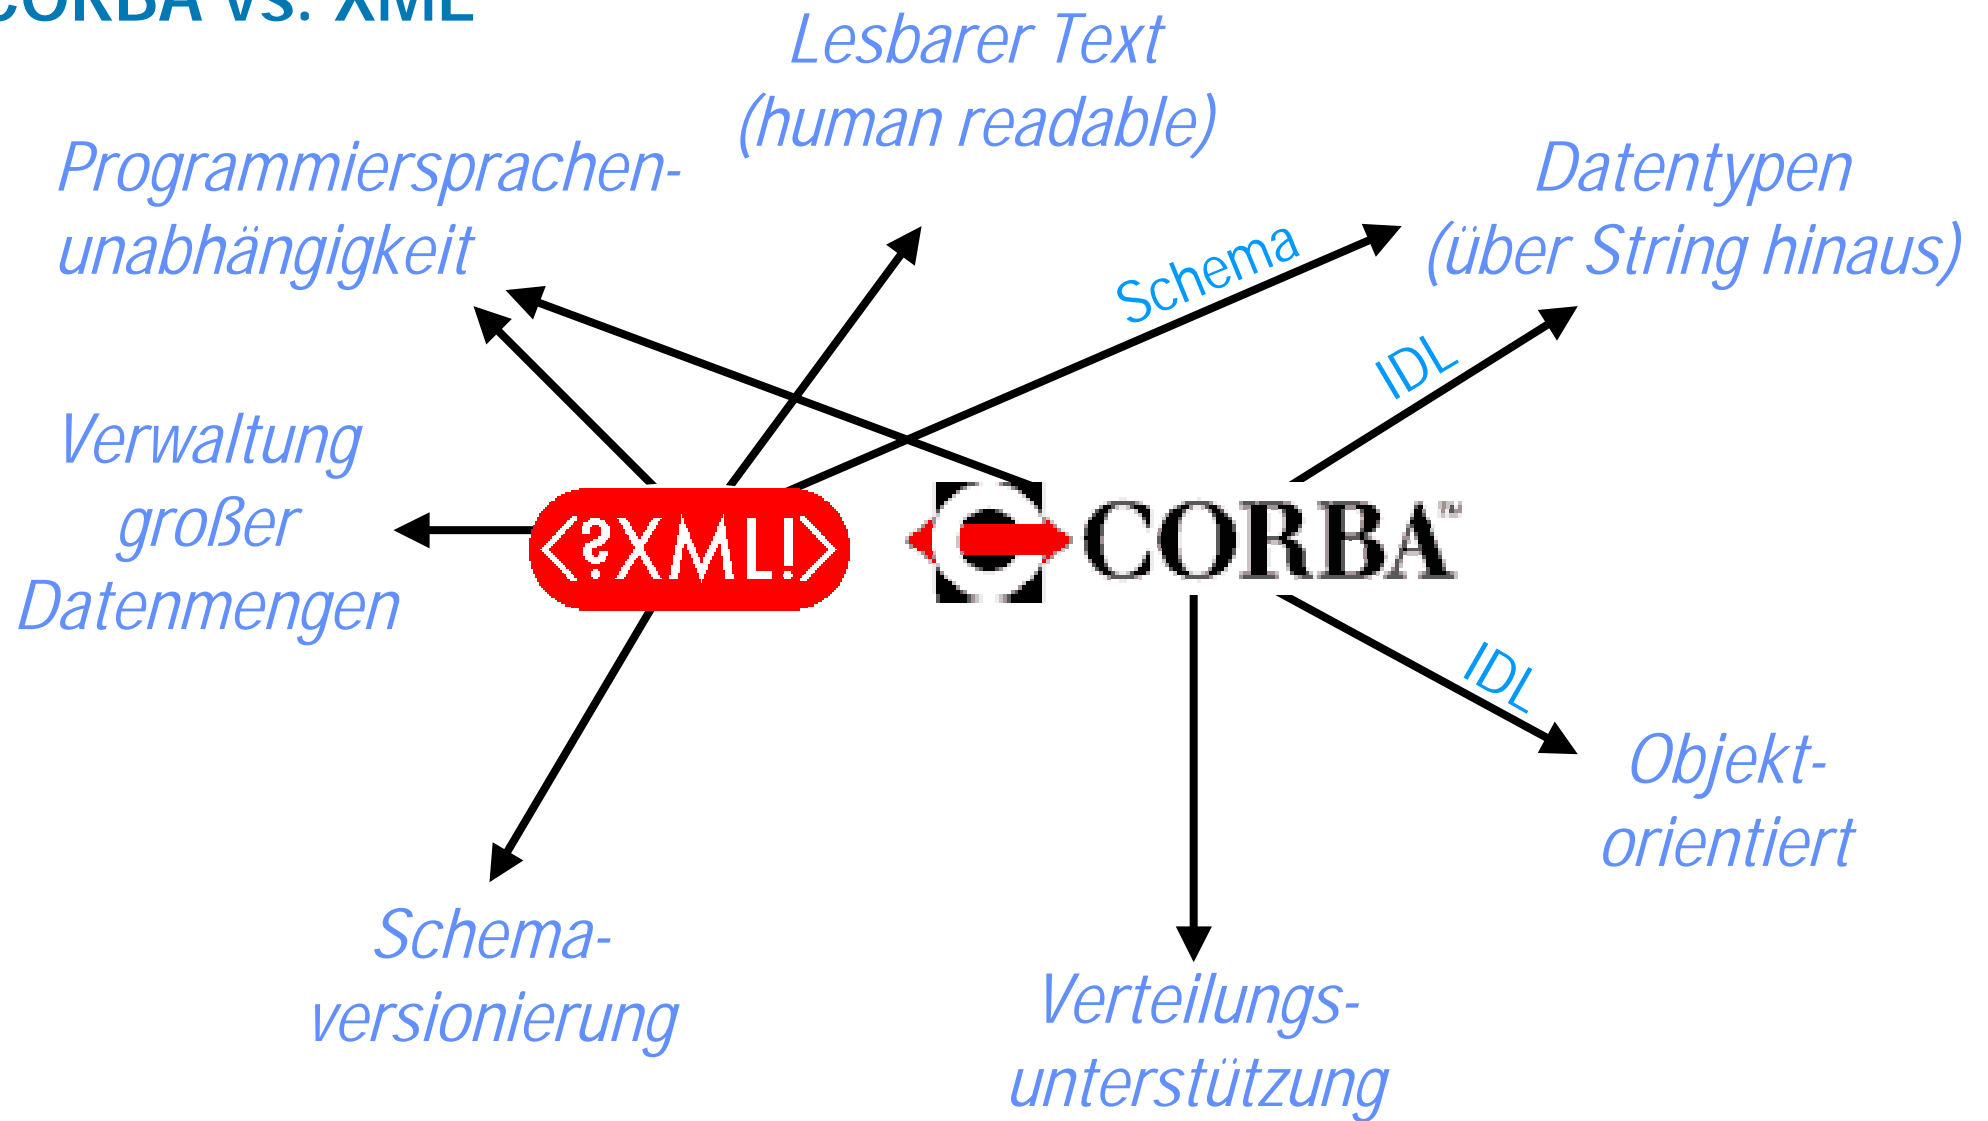 CORBA vs. XML
Lesbarer Text
(human readable)
Programmiersprachen-
unabhängigkeit
Datentypen
(über String hinaus)
Schema
IDL
Verwaltung
großer
Datenmengen
<?XML!>
CORBA™
IDL
Objekt-
orientiert
Schema-
versionierung
Verteilungs-
unterstützung